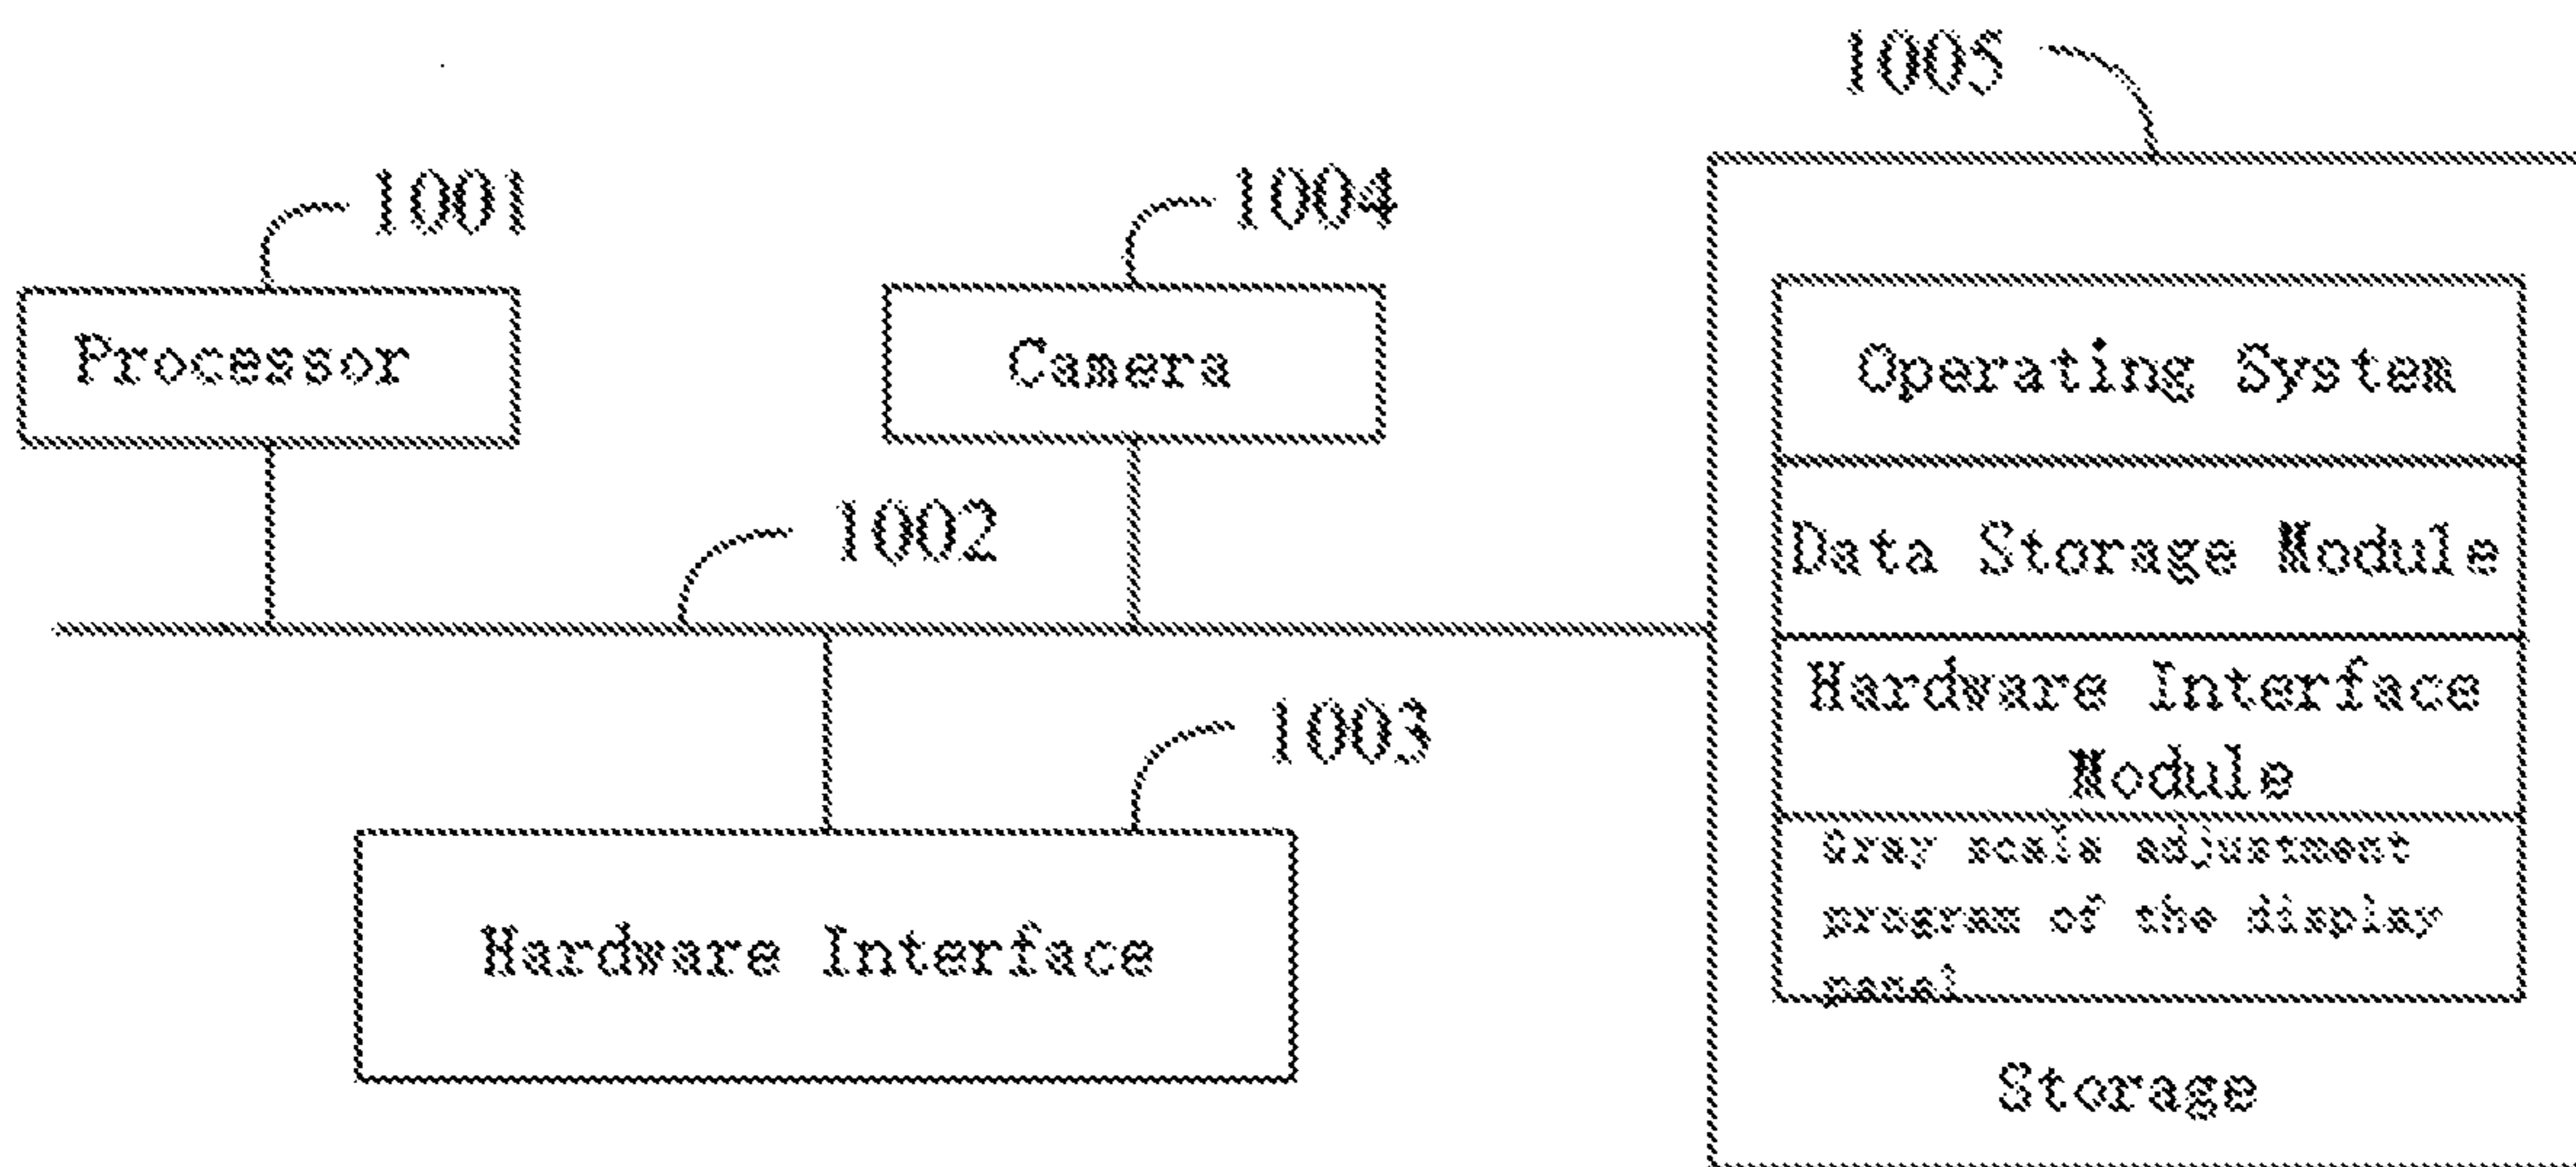 1005
1001
1004
Processor
Camera
Operating System
1002
Data Storage Module
Hardware Interface
Module
1003
Gray scale adjustment
program of the display
panel
Hardware Interface
Storage